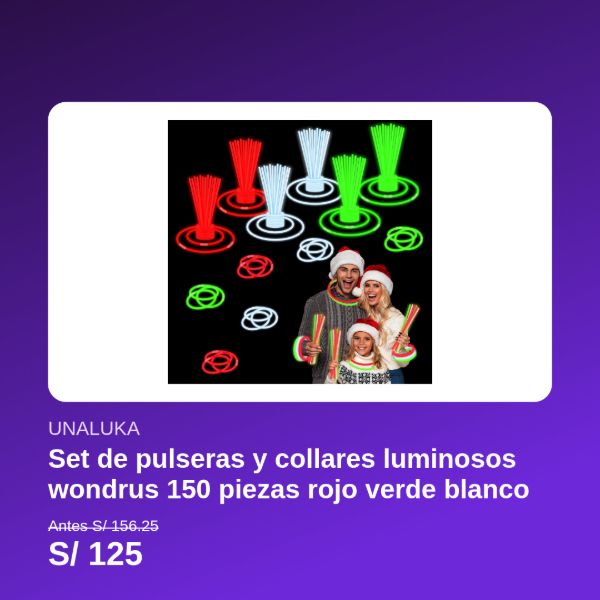 UNALUKA
Set de pulseras y collares luminosos
wondrus 150 piezas rojo verde blanco
Antes S/ 156.25
S/ 125